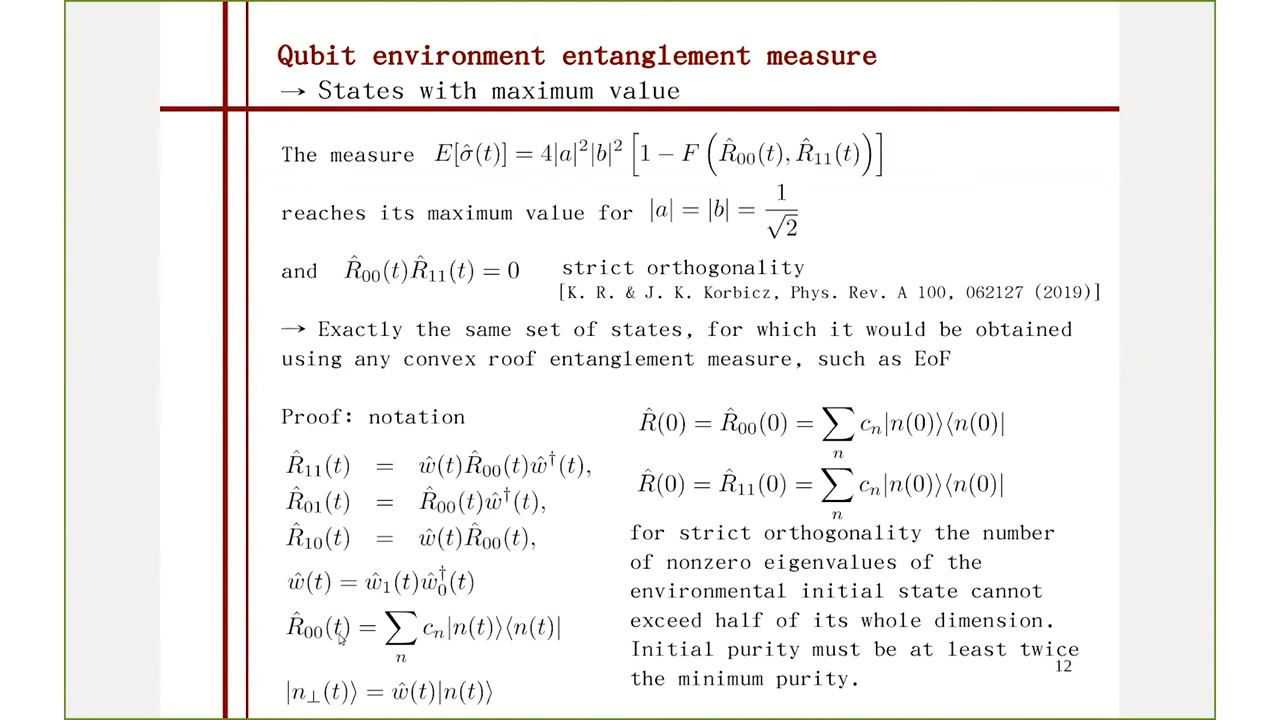 Qubit environment entanglement measure
→ States with maximum value
The measure E[σ̂(t)] = 4|a|²|b|² [1 − F (R̂₀₀(t), R̂₁₁(t))]
reaches its maximum value for |a| = |b| = 1/√2
and R̂₀₀(t)R̂₁₁(t) = 0 strict orthogonality
[K. R. & J. K. Korbicz, Phys. Rev. A 100, 062127 (2019)]
→ Exactly the same set of states, for which it would be obtained
using any convex roof entanglement measure, such as EoF
Proof: notation
R̂₁₁(t) = ŵ(t)R̂₀₀(t)ŵ†(t),
R̂₀₁(t) = R̂₀₀(t)ŵ†(t),
R̂₁₀(t) = ŵ(t)R̂₀₀(t),
ŵ(t) = ŵ₁(t)ŵ₀†(t)
R̂₀₀(t) = ∑ₙ cₙ|n(t)⟩⟨n(t)|
|n⊥(t)⟩ = ŵ(t)|n(t)⟩
R̂(0) = R̂₀₀(0) = ∑ₙ cₙ|n(0)⟩⟨n(0)|
R̂(0) = R̂₁₁(0) = ∑ₙ cₙ|n(0)⟩⟨n(0)|
for strict orthogonality the number
of nonzero eigenvalues of the
environmental initial state cannot
exceed half of its whole dimension.
Initial purity must be at least twice
the minimum purity.
12